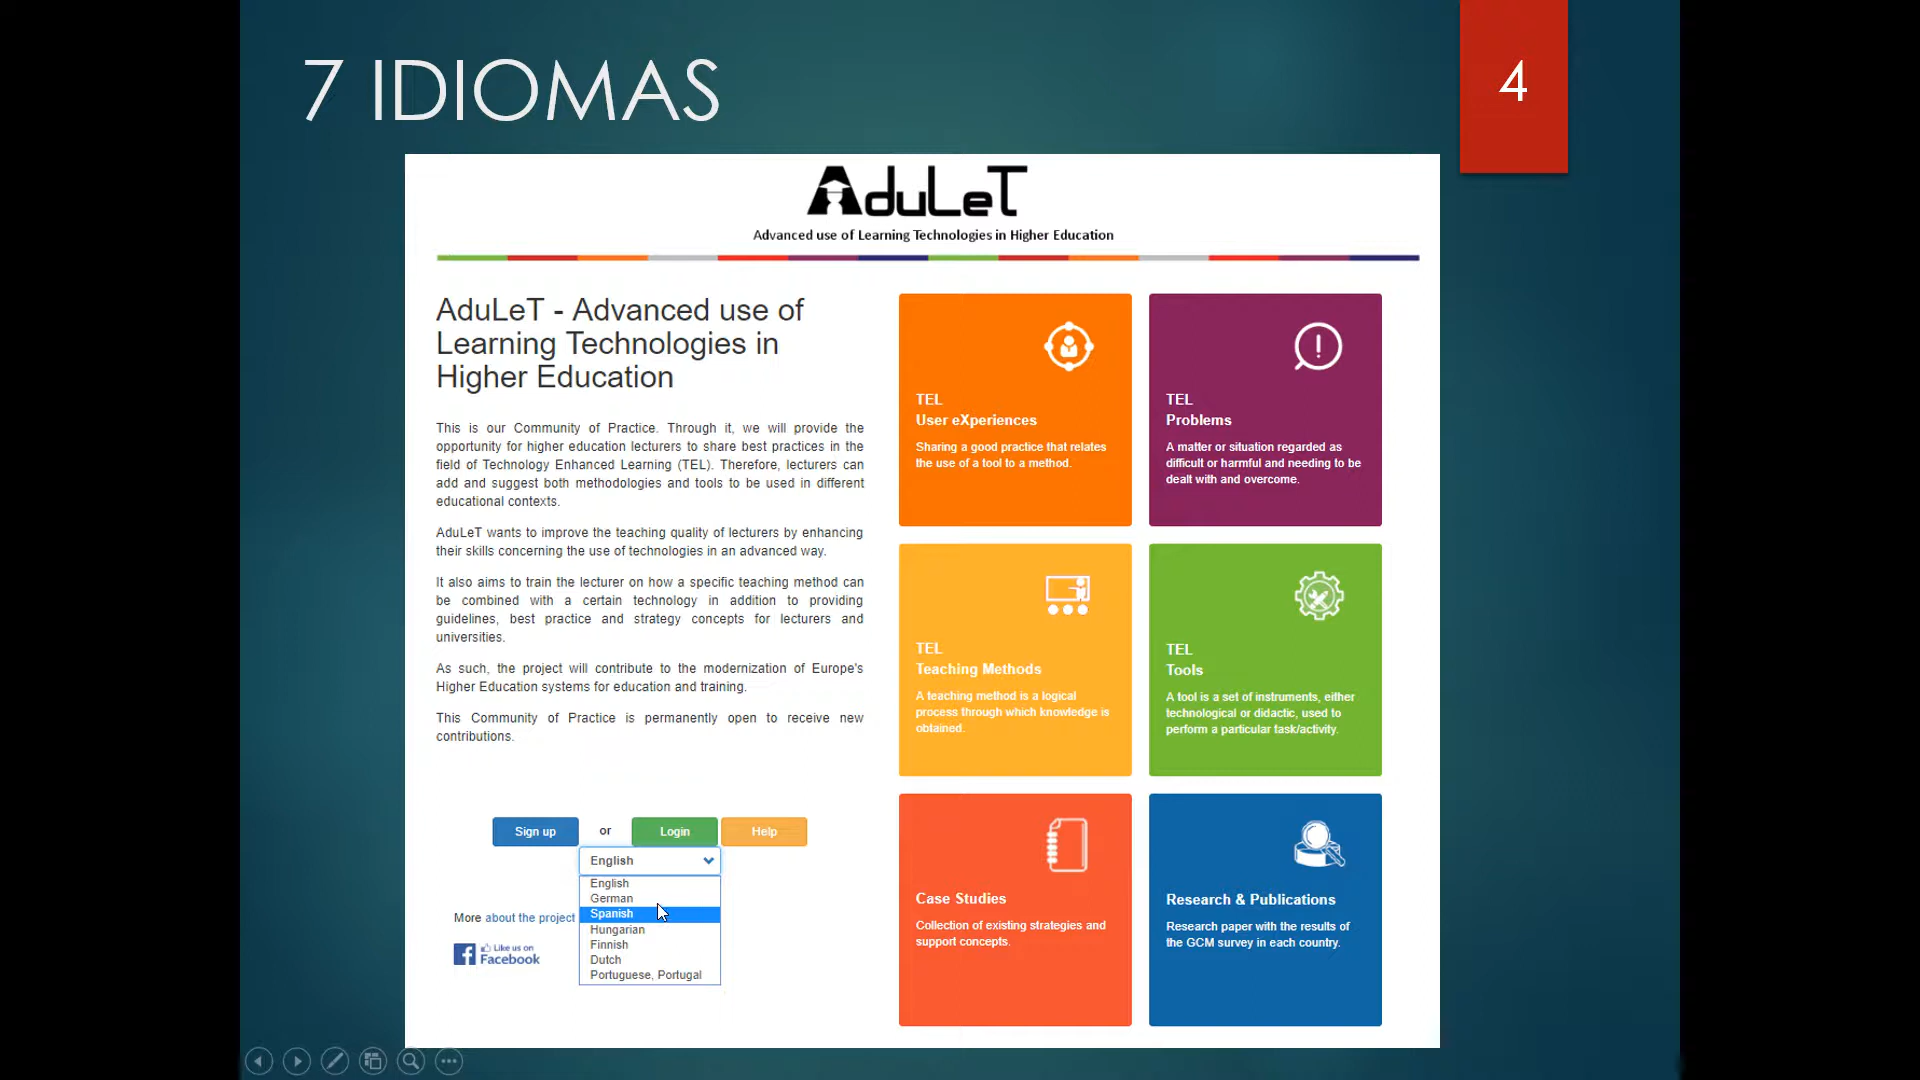 7 IDIOMAS
4
AduLeT
Advanced use of Learning Technologies in Higher Education
AduLeT - Advanced use of
Learning Technologies in
Higher Education
This is our Community of Practice. Through it, we will provide the
opportunity for higher education lecturers to share best practices in the
field of Technology Enhanced Learning (TEL). Therefore, lecturers can
add and suggest both methodologies and tools to be used in different
educational contexts.
AduLeT wants to improve the teaching quality of lecturers by enhancing
their skills concerning the use of technologies in an advanced way.
It also aims to train the lecturer on how a specific teaching method can
be combined with a certain technology in addition to providing
guidelines, best practice and strategy concepts for lecturers and
universities.
As such, the project will contribute to the modernization of Europe's
Higher Education systems for education and training.
This Community of Practice is permanently open to receive new
contributions.
Sign up or Login Help
English
English
German
Spanish
Hungarian
Finnish
Dutch
Portuguese, Portugal
More about the project
Like us on
Facebook
TEL
User eXperiences
Sharing a good practice that relates
the use of a tool to a method.
TEL
Problems
A matter or situation regarded as
difficult or harmful and needing to be
dealt with and overcome.
TEL
Teaching Methods
A teaching method is a logical
process through which knowledge is
obtained.
TEL
Tools
A tool is a set of instruments, either
technological or didactic, used to
perform a particular task/activity.
Case Studies
Collection of existing strategies and
support concepts.
Research & Publications
Research paper with the results of
the GCM survey in each country.